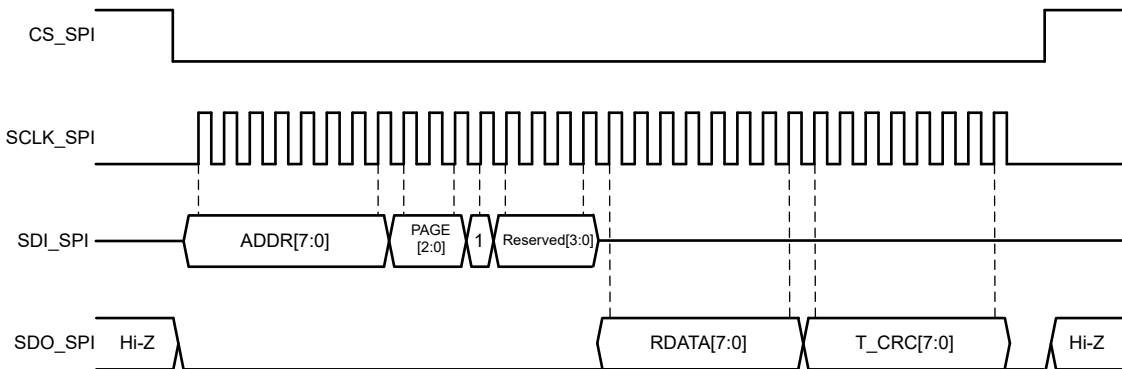 CS_SPI
SCLK_SPI
SDI_SPI
ADDR[7:0]
PAGE
[2:0]
1
Reserved[3:0]
SDO_SPI
Hi-Z
RDATA[7:0]
T_CRC[7:0]
Hi-Z